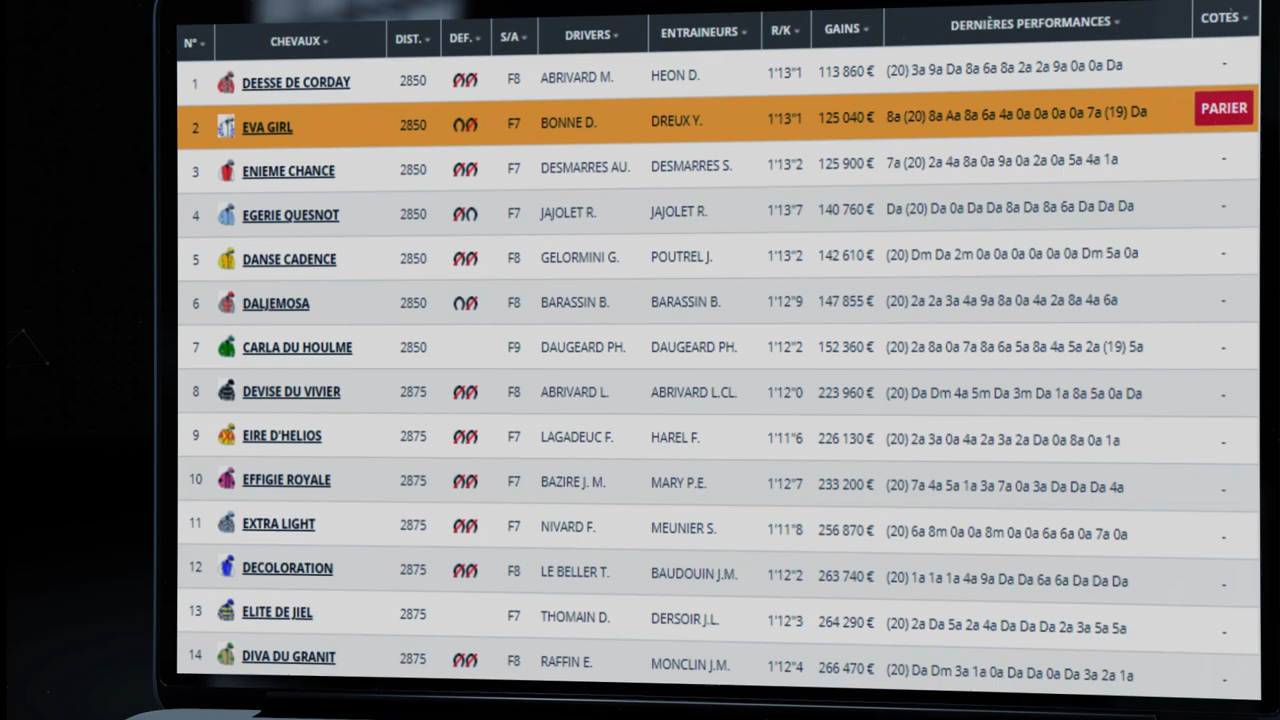 N° CHEVAUX DIST. DEF. S/A DRIVERS ENTRAINEURS R/K GAINS DERNIÈRES PERFORMANCES COTES
1 DEESSE DE CORDAY 2850 F8 ABRIVARD M. HEON D. 1'13"1 113 860 € (20) 3a 9a Da 8a 6a 8a 2a 2a 9a 0a 0a Da -
2 EVA GIRL 2850 F7 BONNE D. DREUX Y. 1'13"1 125 040 € 8a (20) 8a Aa 8a 6a 4a 0a 0a 0a 0a 7a (19) Da PARIER
3 ENIEME CHANCE 2850 F7 DESMARRES AU. DESMARRES S. 1'13"2 125 900 € 7a (20) 2a 4a 8a 0a 9a 0a 2a 0a 5a 4a 1a -
4 EGERIE QUESNOT 2850 F7 JAJOLET R. JAJOLET R. 1'13"7 140 760 € Da (20) Da 0a Da Da 8a Da 8a 6a Da Da Da -
5 DANSE CADENCE 2850 F8 GELORMINI G. POUTREL J. 1'13"2 142 610 € (20) Dm Da 2m 0a 0a 0a 0a 0a 0a Dm 5a 0a -
6 DALJEMOSA 2850 F8 BARASSIN B. BARASSIN B. 1'12"9 147 855 € (20) 2a 2a 3a 4a 9a 8a 0a 4a 2a 8a 4a 6a -
7 CARLA DU HOULME 2850 F9 DAUGEARD PH. DAUGEARD PH. 1'12"2 152 360 € (20) 2a 8a 0a 7a 8a 6a 5a 8a 4a 5a 2a (19) 5a -
8 DEVISE DU VIVIER 2875 F8 ABRIVARD L. ABRIVARD L.CL. 1'12"0 223 960 € (20) Da Dm 4a 5m Da 3m Da 1a 8a 5a 0a Da -
9 EIRE D'HELIOS 2875 F7 LAGADEUC F. HAREL F. 1'11"6 226 130 € (20) 2a 3a 0a 4a 2a 3a 2a Da 0a 8a 0a 1a -
10 EFFIGIE ROYALE 2875 F7 BAZIRE J. M. MARY P.E. 1'12"7 233 200 € (20) 7a 4a 5a 1a 3a 7a 0a 3a Da Da Da 4a -
11 EXTRA LIGHT 2875 F7 NIVARD F. MEUNIER S. 1'11"8 256 870 € (20) 6a 8m 0a 0a 8m 0a 0a 6a 6a 0a 7a 0a -
12 DECOLORATION 2875 F8 LE BELLER T. BAUDOUIN J.M. 1'12"2 263 740 € (20) 1a 1a 1a 4a 9a Da Da 6a 6a Da Da Da -
13 ELITE DE JIEL 2875 F7 THOMAIN D. DERSOIR J.L. 1'12"3 264 290 € (20) 2a Da 5a 2a 4a Da Da Da 2a 3a 5a 5a -
14 DIVA DU GRANIT 2875 F8 RAFFIN E. MONCLIN J.M. 1'12"4 266 470 € (20) Da Dm 3a 1a 0a Da Da 0a Da 3a 2a 1a -